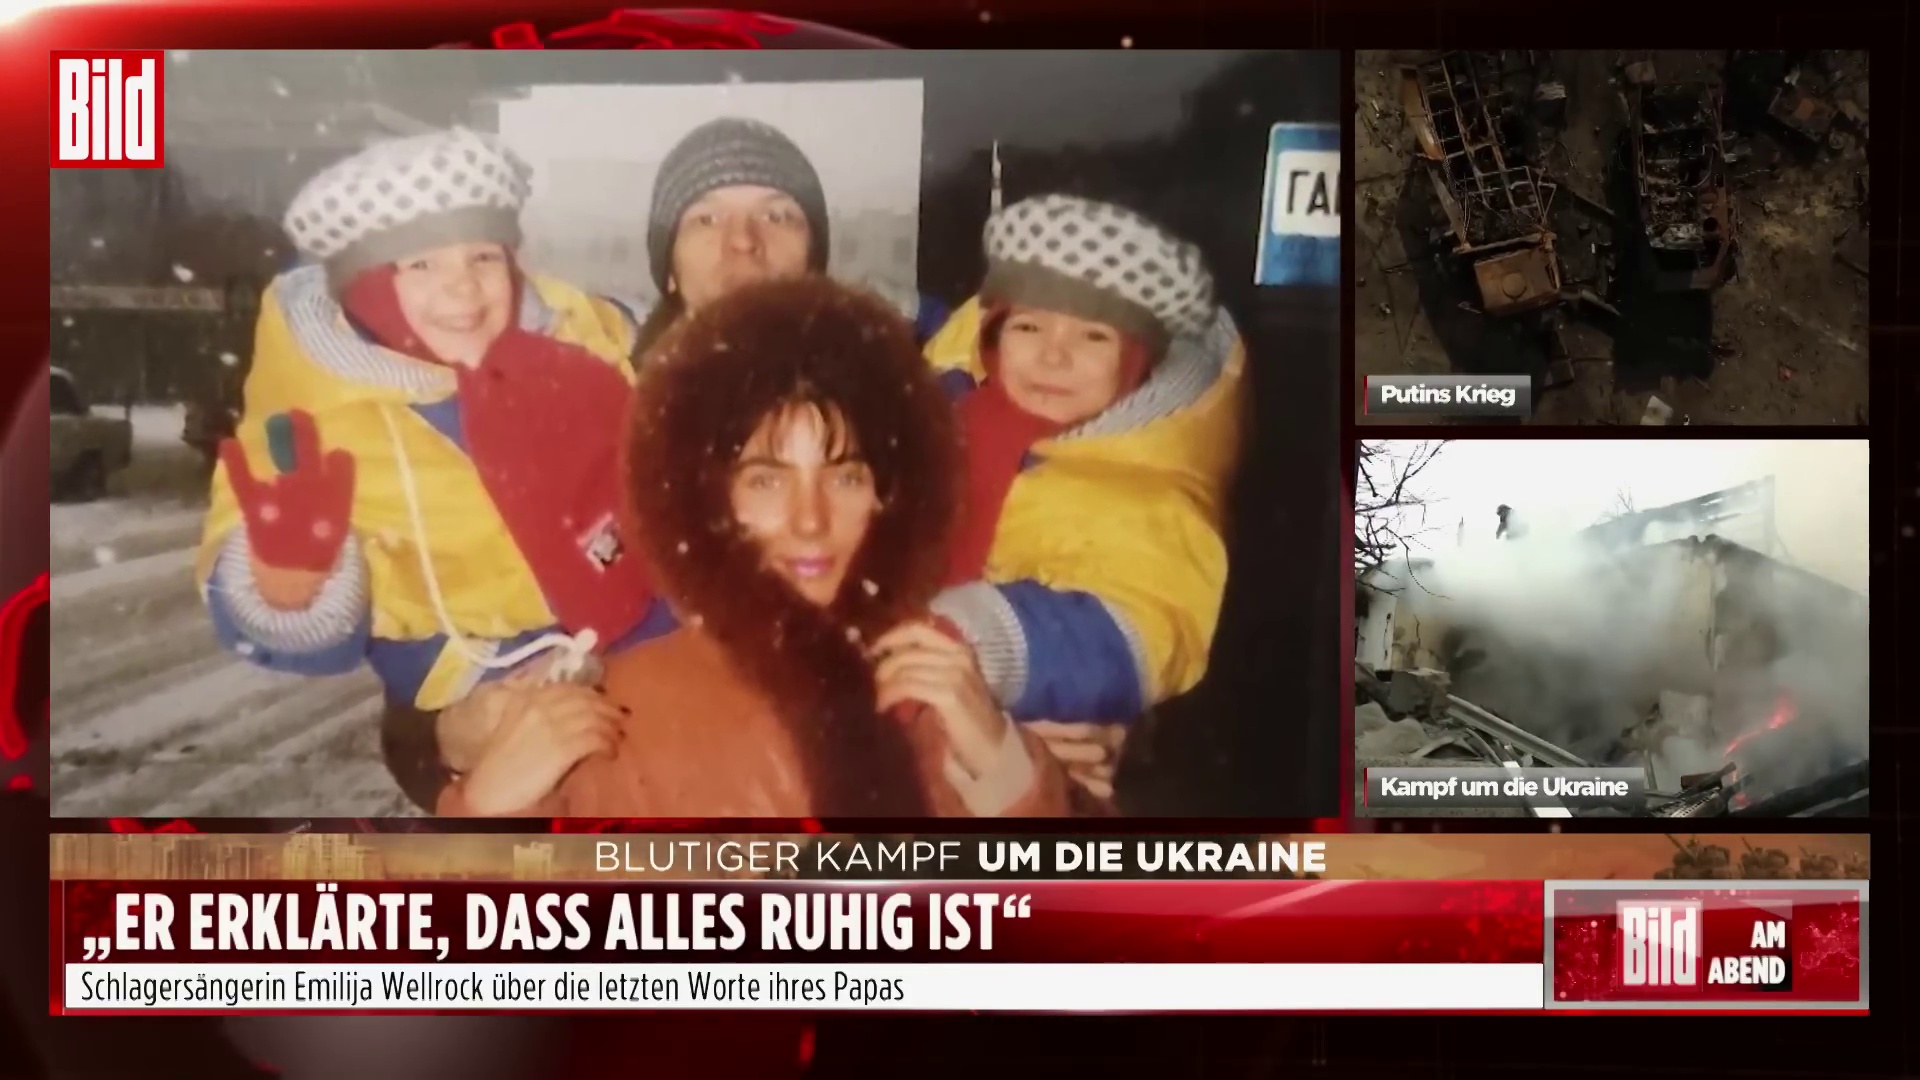 Bild
ГА
Putins Krieg
Kampf um die Ukraine
BLUTIGER KAMPF UM DIE UKRAINE
„ER ERKLÄRTE, DASS ALLES RUHIG IST“
Schlagersängerin Emilija Wellrock über die letzten Worte ihres Papas
Bild AM
ABEND